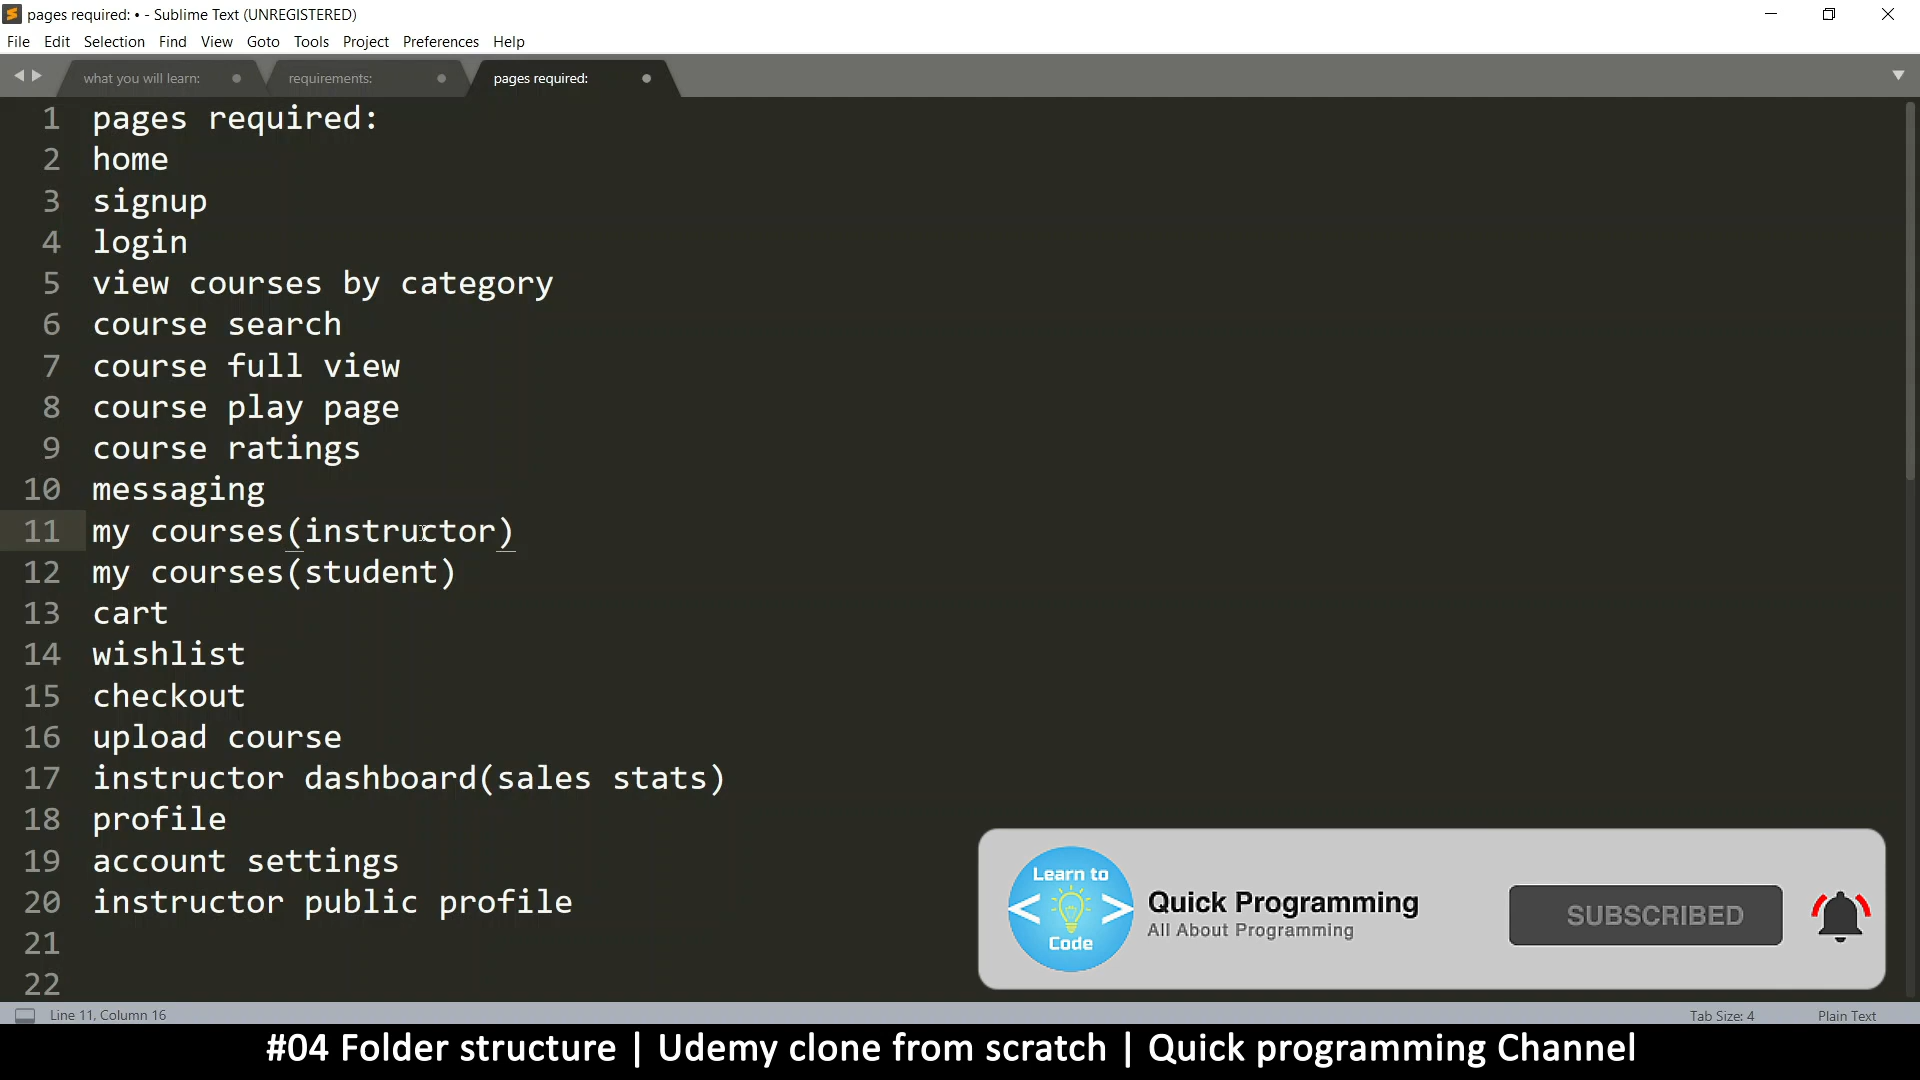 pages required: • - Sublime Text (UNREGISTERED)
File Edit Selection Find View Goto Tools Project Preferences Help
what you will learn: requirements: pages required:
1 pages required:
2 home
3 signup
4 login
5 view courses by category
6 course search
7 course full view
8 course play page
9 course ratings
10 messaging
11 my courses(instructor)
12 my courses(student)
13 cart
14 wishlist
15 checkout
16 upload course
17 instructor dashboard(sales stats)
18 profile
19 account settings
20 instructor public profile
21
22
Learn to
< >
Code
Quick Programming
All About Programming
SUBSCRIBED
Line 11, Column 16 Tab Size: 4 Plain Text
#04 Folder structure | Udemy clone from scratch | Quick programming Channel